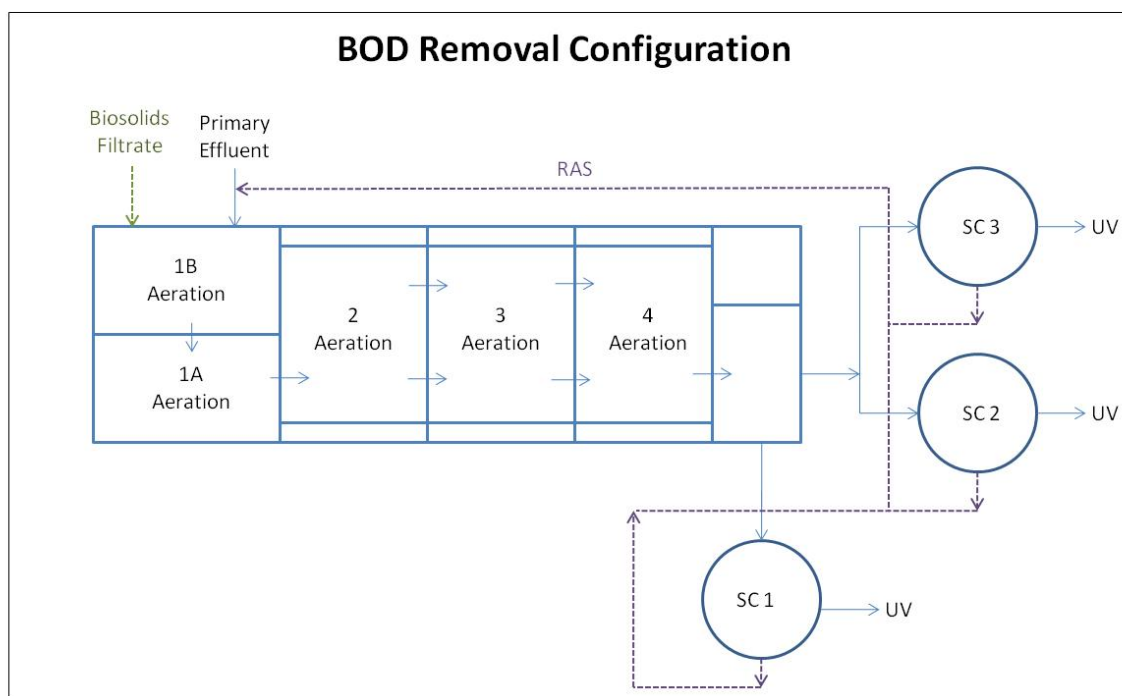 BOD Removal Configuration
Biosolids
Filtrate
Primary
Effluent
RAS
SC 3
UV
1B
Aeration
2
Aeration
3
Aeration
4
Aeration
1A
Aeration
SC 2
UV
SC 1
UV